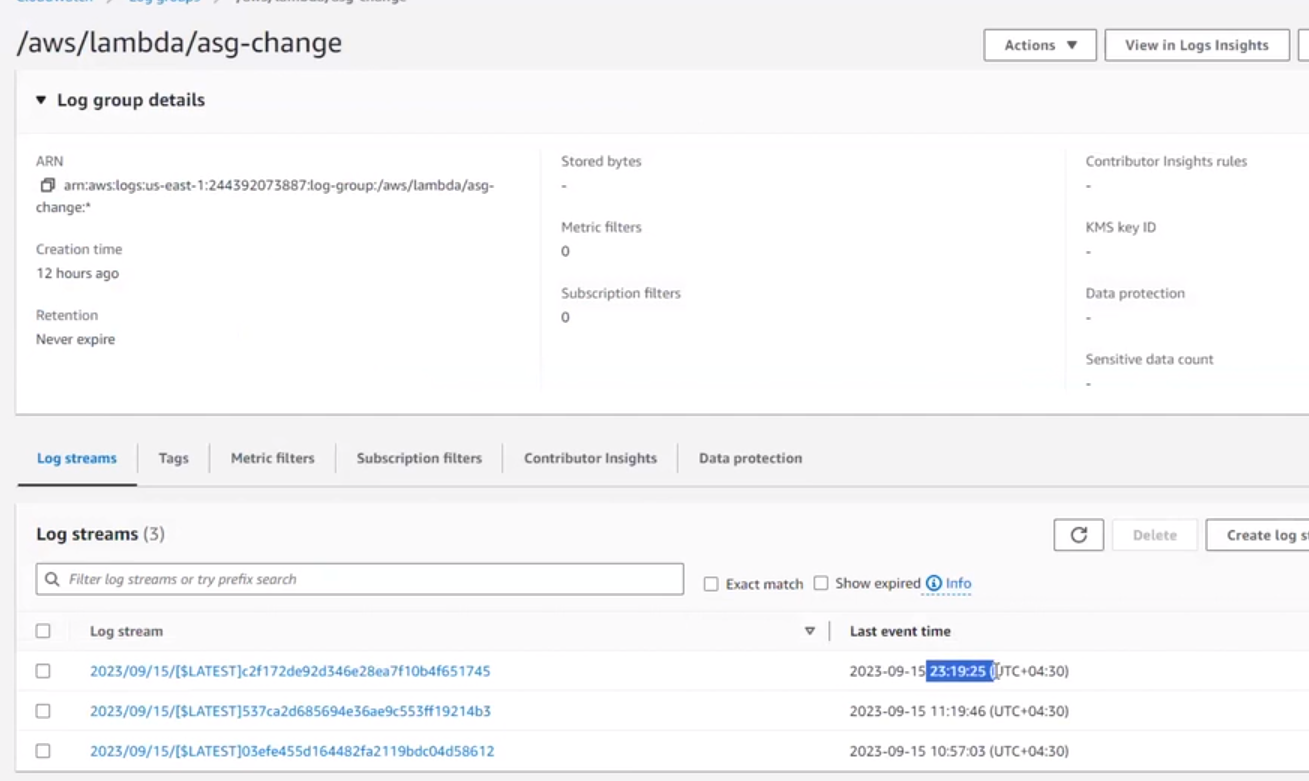 /aws/lambda/asg-change
Actions ▼
View in Logs Insights
▼ Log group details
ARN
arn:aws:logs:us-east-1:244392073887:log-group:/aws/lambda/asg-
change:*
Creation time
12 hours ago
Retention
Never expire
Stored bytes
-
Metric filters
0
Subscription filters
0
Contributor Insights rules
-
KMS key ID
-
Data protection
-
Sensitive data count
-
Log streams
Tags
Metric filters
Subscription filters
Contributor Insights
Data protection
Log streams (3)
Delete
Create log
Filter log streams or try prefix search
Exact match
Show expired
Info
Log stream
Last event time
2023/09/15/[$LATEST]c2f172de92d346e28ea7f10b4f651745
2023-09-15 23:19:25 (UTC+04:30)
2023/09/15/[$LATEST]537ca2d685694e36ae9c553ff19214b3
2023-09-15 11:19:46 (UTC+04:30)
2023/09/15/[$LATEST]03efe455d164482fa2119bdc04d58612
2023-09-15 10:57:03 (UTC+04:30)